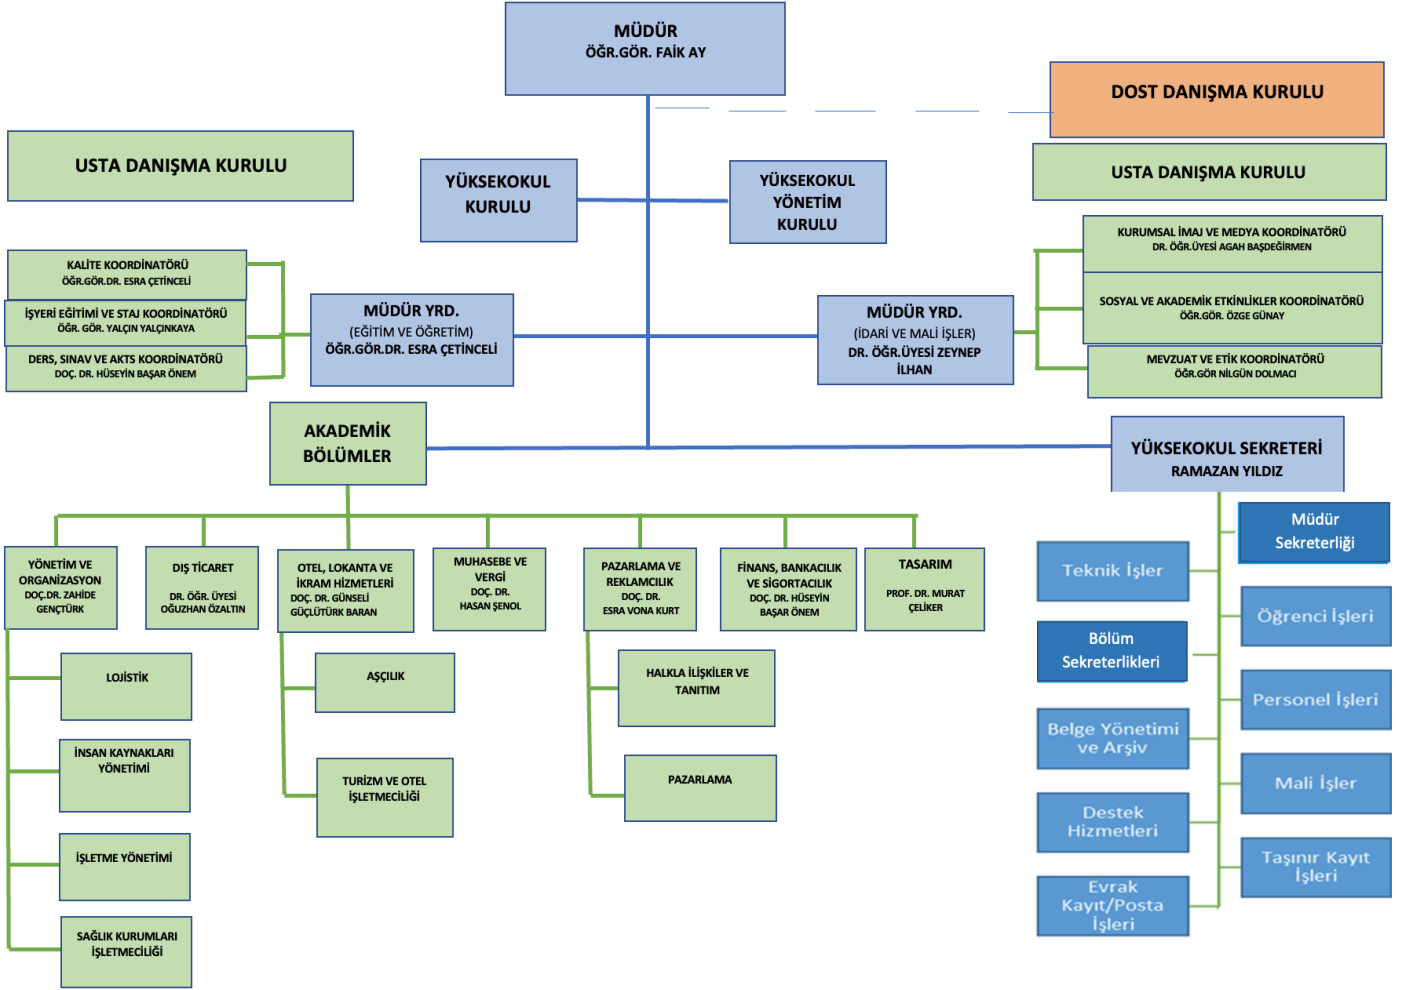 MÜDÜR
ÖĞR.GÖR. FAİK AY
DOST DANIŞMA KURULU
USTA DANIŞMA KURULU
USTA DANIŞMA KURULU
YÜKSEKOKUL
KURULU
YÜKSEKOKUL
YÖNETİM
KURULU
KALİTE KOORDİNATÖRÜ
ÖĞR.GÖR.DR. ESRA ÇETİNCELİ
İŞYERİ EĞİTİMİ VE STAJ KOORDİNATÖRÜ
ÖĞR. GÖR. YALÇIN YALÇINKAYA
DERS, SINAV VE AKTS KOORDİNATÖRÜ
DOÇ. DR. HÜSEYİN BAŞAR ÖNEM
MÜDÜR YRD.
(EĞİTİM VE ÖĞRETİM)
ÖĞR.GÖR.DR. ESRA ÇETİNCELİ
MÜDÜR YRD.
(İDARİ VE MALİ İŞLER)
DR. ÖĞR.ÜYESİ ZEYNEP
İLHAN
KURUMSAL İMAJ VE MEDYA KOORDİNATÖRÜ
DR. ÖĞR.ÜYESİ AGAH BAŞDEĞİRMEN
SOSYAL VE AKADEMİK ETKİNLİKLER KOORDİNATÖRÜ
ÖĞR.GÖR. ÖZGE GÜNAY
MEVZUAT VE ETİK KOORDİNATÖRÜ
ÖĞR.GÖR NİLGÜN DOLMACI
AKADEMİK
BÖLÜMLER
YÜKSEKOKUL SEKRETERİ
RAMAZAN YILDIZ
YÖNETİM VE
ORGANİZASYON
DOÇ.DR. ZAHİDE
GENÇTÜRK
DIŞ TİCARET
DR. ÖĞR. ÜYESİ
OĞUZHAN ÖZALTIN
OTEL, LOKANTA VE
İKRAM HİZMETLERİ
DOÇ. DR. GÜNSELİ
GÜÇLÜTÜRK BARAN
MUHASEBE VE
VERGİ
DOÇ. DR.
HASAN ŞENOL
PAZARLAMA VE
REKLAMCILIK
DOÇ. DR.
ESRA VONA KURT
FİNANS, BANKACILIK
VE SİGORTACILIK
DOÇ. DR. HÜSEYİN
BAŞAR ÖNEM
TASARIM
PROF. DR. MURAT
ÇELİKER
LOJİSTİK
İNSAN KAYNAKLARI
YÖNETİMİ
İŞLETME YÖNETİMİ
SAĞLIK KURUMLARI
İŞLETMECİLİĞİ
AŞÇILIK
TURİZM VE OTEL
İŞLETMECİLİĞİ
HALKLA İLİŞKİLER VE
TANITIM
PAZARLAMA
Müdür
Sekreterliği
Teknik İşler
Öğrenci İşleri
Bölüm
Sekreterlikleri
Personel İşleri
Belge Yönetimi
ve Arşiv
Mali İşler
Destek
Hizmetleri
Taşınır Kayıt
İşleri
Evrak
Kayıt/Posta
İşleri